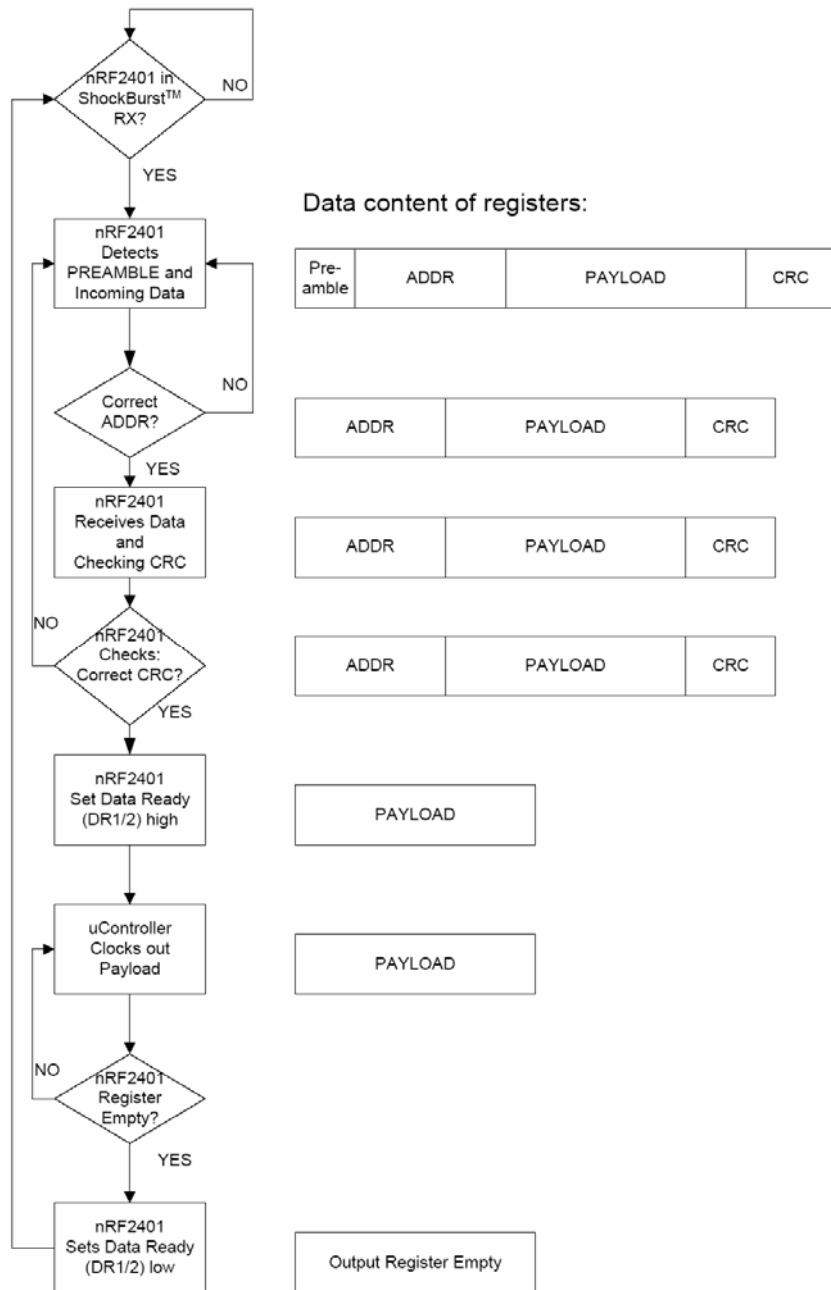 nRF2401 in
ShockBurst™
RX?
NO
YES
Data content of registers:
nRF2401
Detects
PREAMBLE and
Incoming Data
Pre-
amble
ADDR
PAYLOAD
CRC
NO
Correct
ADDR?
ADDR
PAYLOAD
CRC
YES
nRF2401
Receives Data
and
Checking CRC
ADDR
PAYLOAD
CRC
NO
nRF2401
Checks:
Correct CRC?
ADDR
PAYLOAD
CRC
YES
nRF2401
Set Data Ready
(DR1/2) high
PAYLOAD
uController
Clocks out
Payload
PAYLOAD
NO
nRF2401
Register
Empty?
YES
nRF2401
Sets Data Ready
(DR1/2) low
Output Register Empty